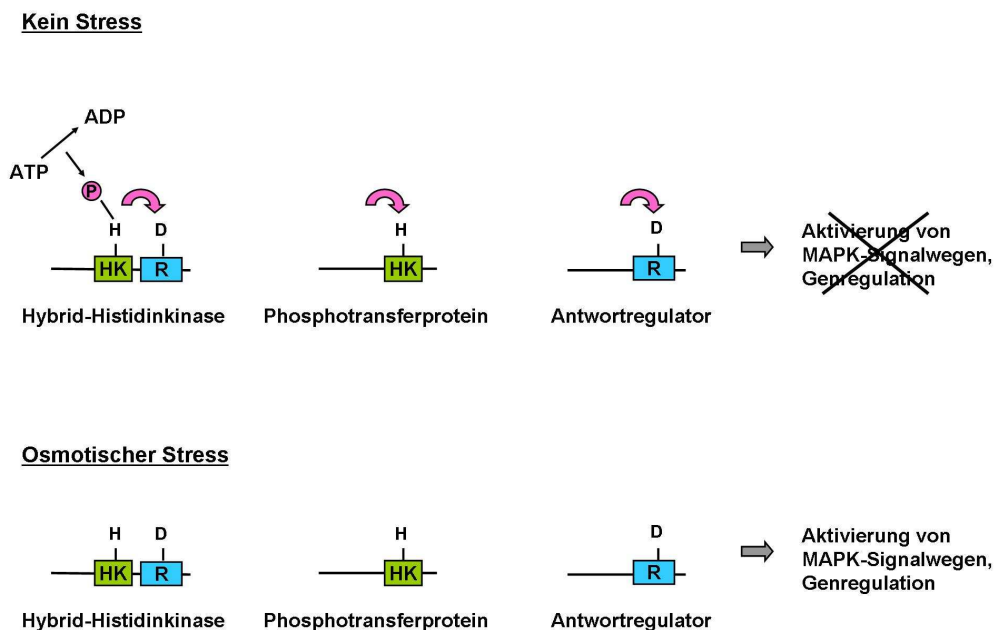 Kein Stress
ADP
ATP
P
H D H D
HK R HK R
Aktivierung von
MAPK-Signalwegen,
Genregulation
Hybrid-Histidinkinase Phosphotransferprotein Antwortregulator
Osmotischer Stress
H D H D
HK R HK R
Aktivierung von
MAPK-Signalwegen,
Genregulation
Hybrid-Histidinkinase Phosphotransferprotein Antwortregulator